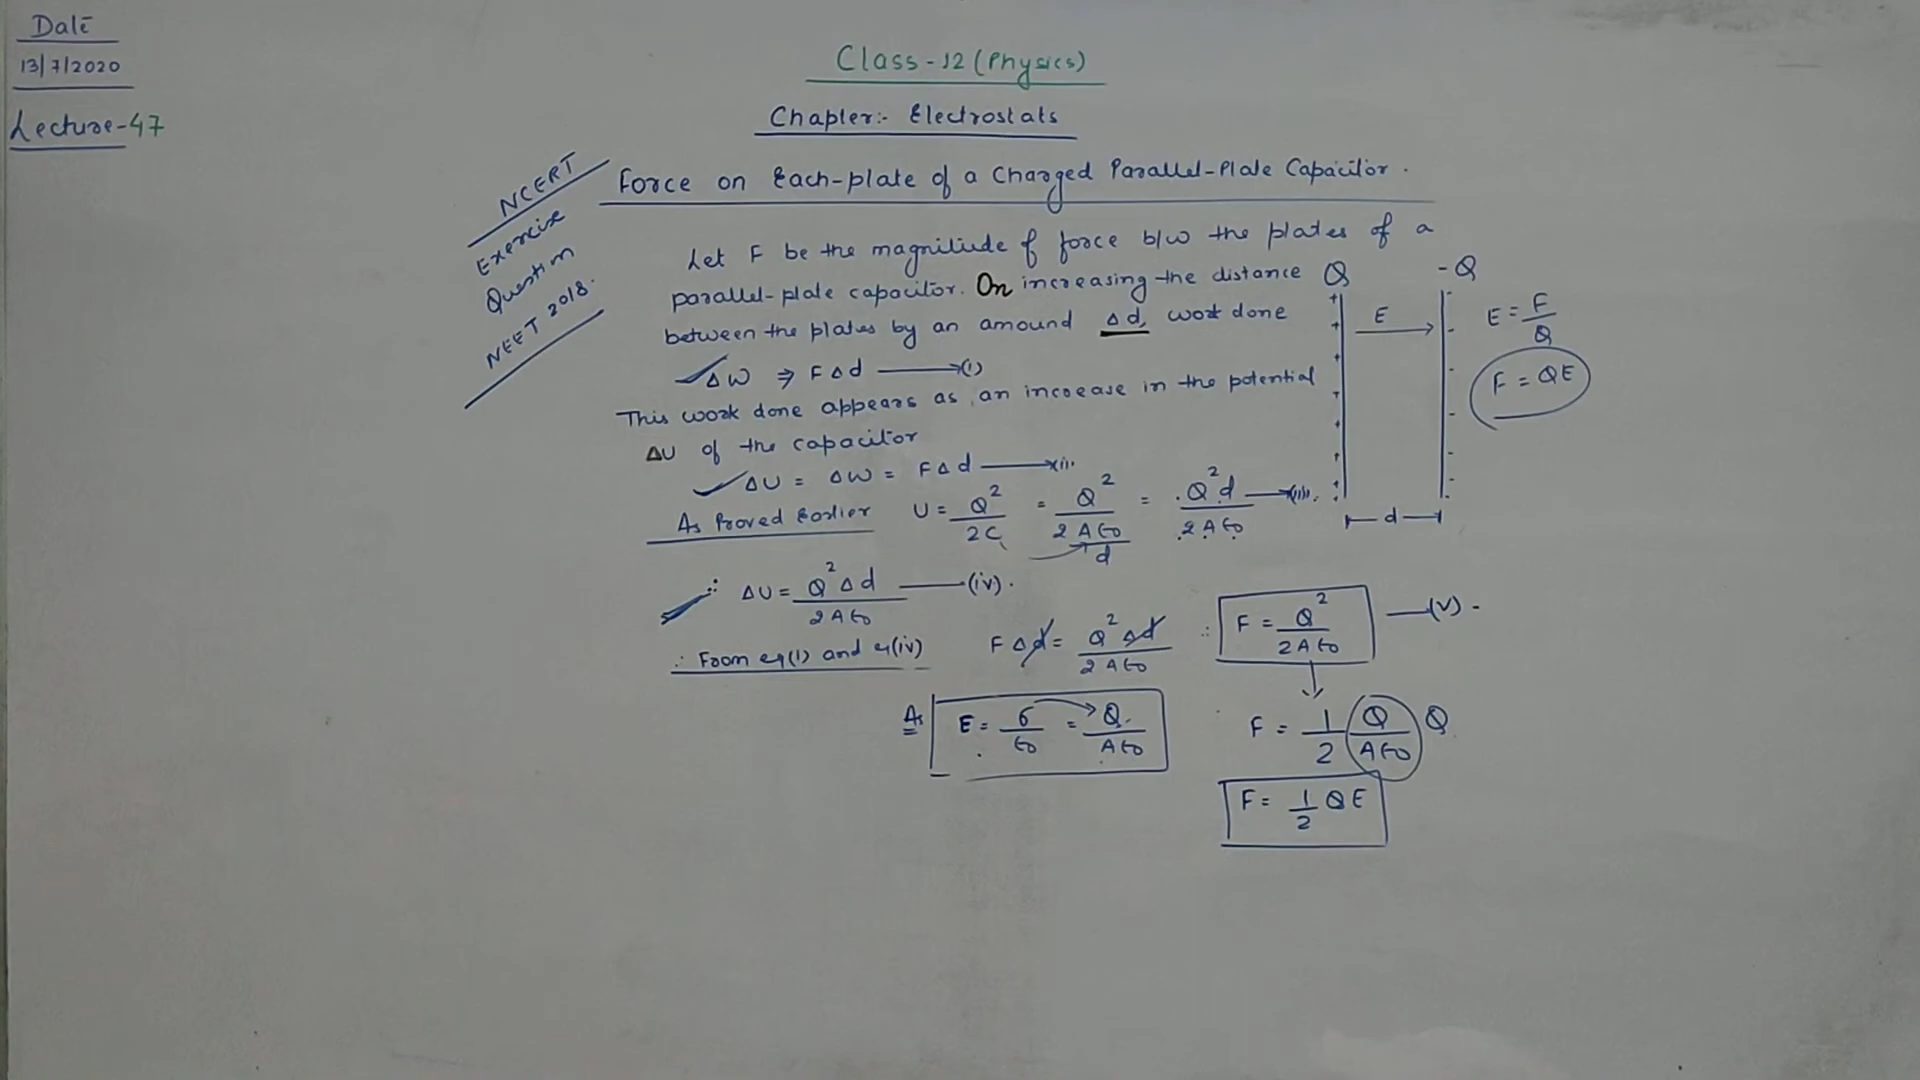 Date
13/7/2020
Lecture-47
Class-12 (Physics)
Chapter:- Electrostats
NCERT
Exercise
Question
NEET 2018.
Force on Each-plate of a Charged Parallel-Plate Capacitor.
Let F be the magnitiude of force b/w the plates of a
parallel-plate capacitor. On increasing the distance
between the plates by an amound Δd, work done
ΔW ⇒ FΔd ⟶(i)
This work done appears as an increase in the potential
ΔU of the capacitor
ΔU = ΔW = FΔd ⟶(ii)
As Proved Earlier U = Q²/2C = Q²/(2Aε₀/d) = Q²d/2Aε₀ ⟶(iii).
∴ ΔU = Q²Δd/2Aε₀ —(iv).
∴ From eq(i) and eq(iv) FΔd = Q²Δd/2Aε₀ ∴ F = Q²/2Aε₀ —(v).
As E = σ/ε₀ = Q/Aε₀
F = 1/2 Q/Aε₀ Q
F = 1/2 QE
Q -Q
E
d
E = F/Q
F = QE